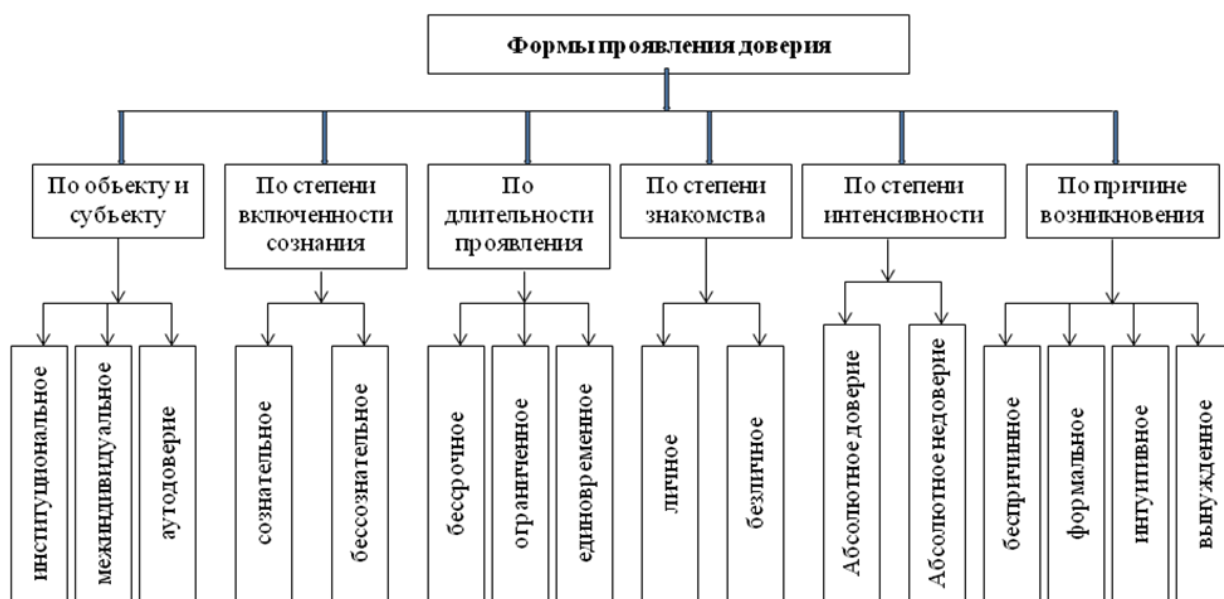 Формы проявления доверия
По объекту и
субъекту
По степени
включенности
сознания
По
длительности
проявления
По степени
знакомства
По степени
интенсивности
По причине
возникновения
институциональное
межиндивидуальное
аутодоверие
сознательное
бессознательное
бессрочное
ограниченное
единовременное
личное
безличное
Абсолютное доверие
Абсолютное недоверие
беспричинное
формальное
интуитивное
вынужденное